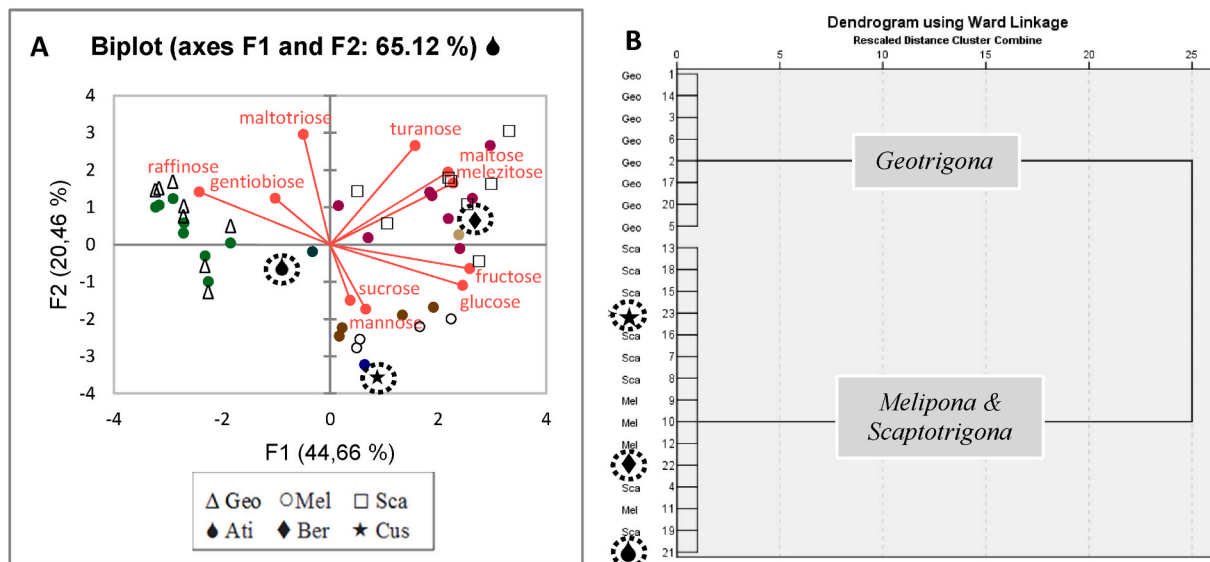 A
Biplot (axes F1 and F2: 65.12 %)
4
3
2
1
0
-1
-2
-3
-4
F2 (20,46 %)
maltotriose
turanose
maltose
melezitose
raffinose
gentiobiose
fructose
glucose
sucrose
mannose
-4 -2 0 2 4
F1 (44,66 %)
Geo Mel Sca
Ati Ber Cus
B
Dendrogram using Ward Linkage
Rescaled Distance Cluster Combine
0 5 10 15 20 25
Geo 1
Geo 14
Geo 3
Geo 6
Geo 2
Geo 17
Geo 20
Geo 5
Sca 13
Sca 18
Sca 15
23
Sca 16
Sca 7
Sca 8
Mel 9
Mel 10
Mel 12
22
Sca 4
Mel 11
Sca 19
21
Geotrigona
Melipona &
Scaptotrigona